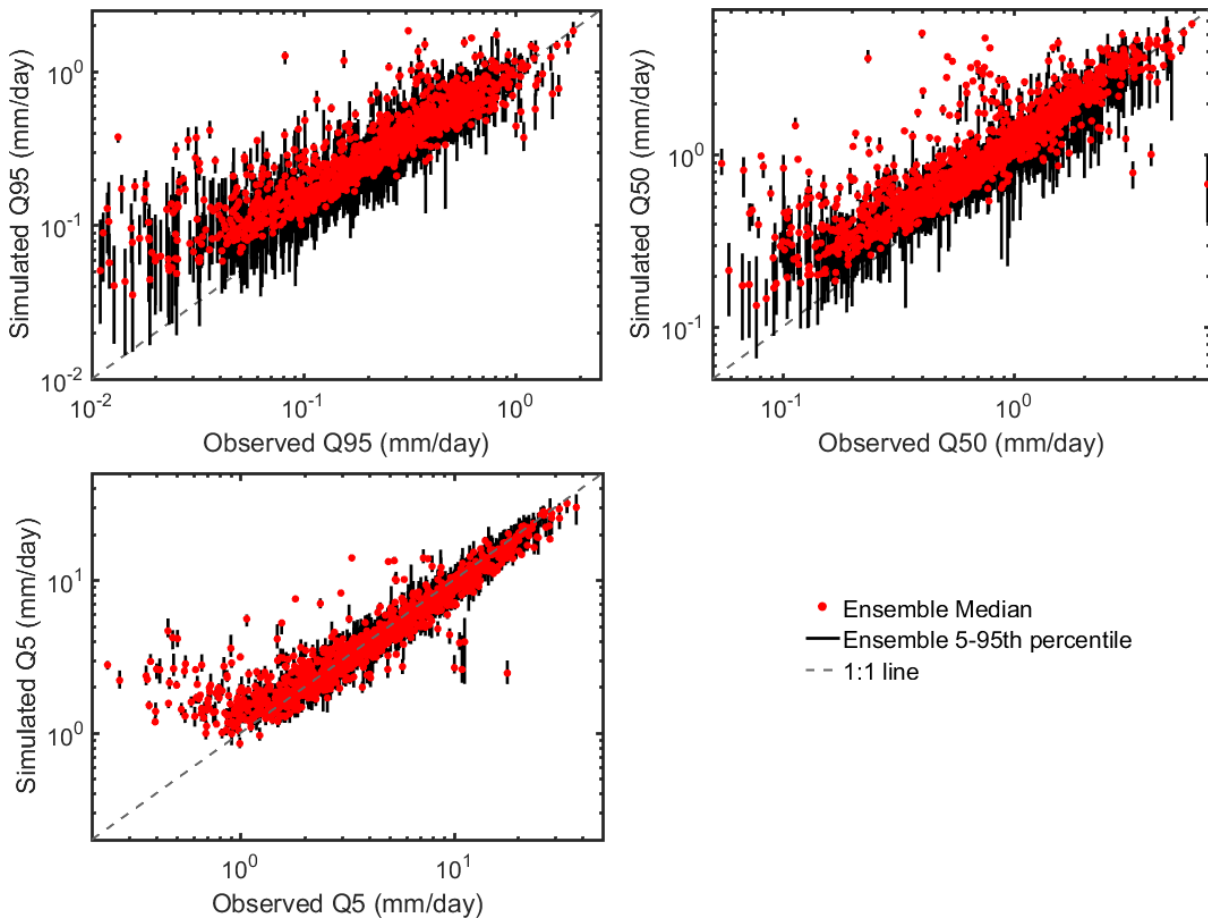 Simulated Q95 (mm/day)
10^0
10^-1
10^-2
10^-2
10^-1
10^0
Observed Q95 (mm/day)
Simulated Q50 (mm/day)
10^0
10^-1
10^-1
10^0
Observed Q50 (mm/day)
Simulated Q5 (mm/day)
10^1
10^0
10^0
10^1
Observed Q5 (mm/day)
Ensemble Median
Ensemble 5-95th percentile
1:1 line